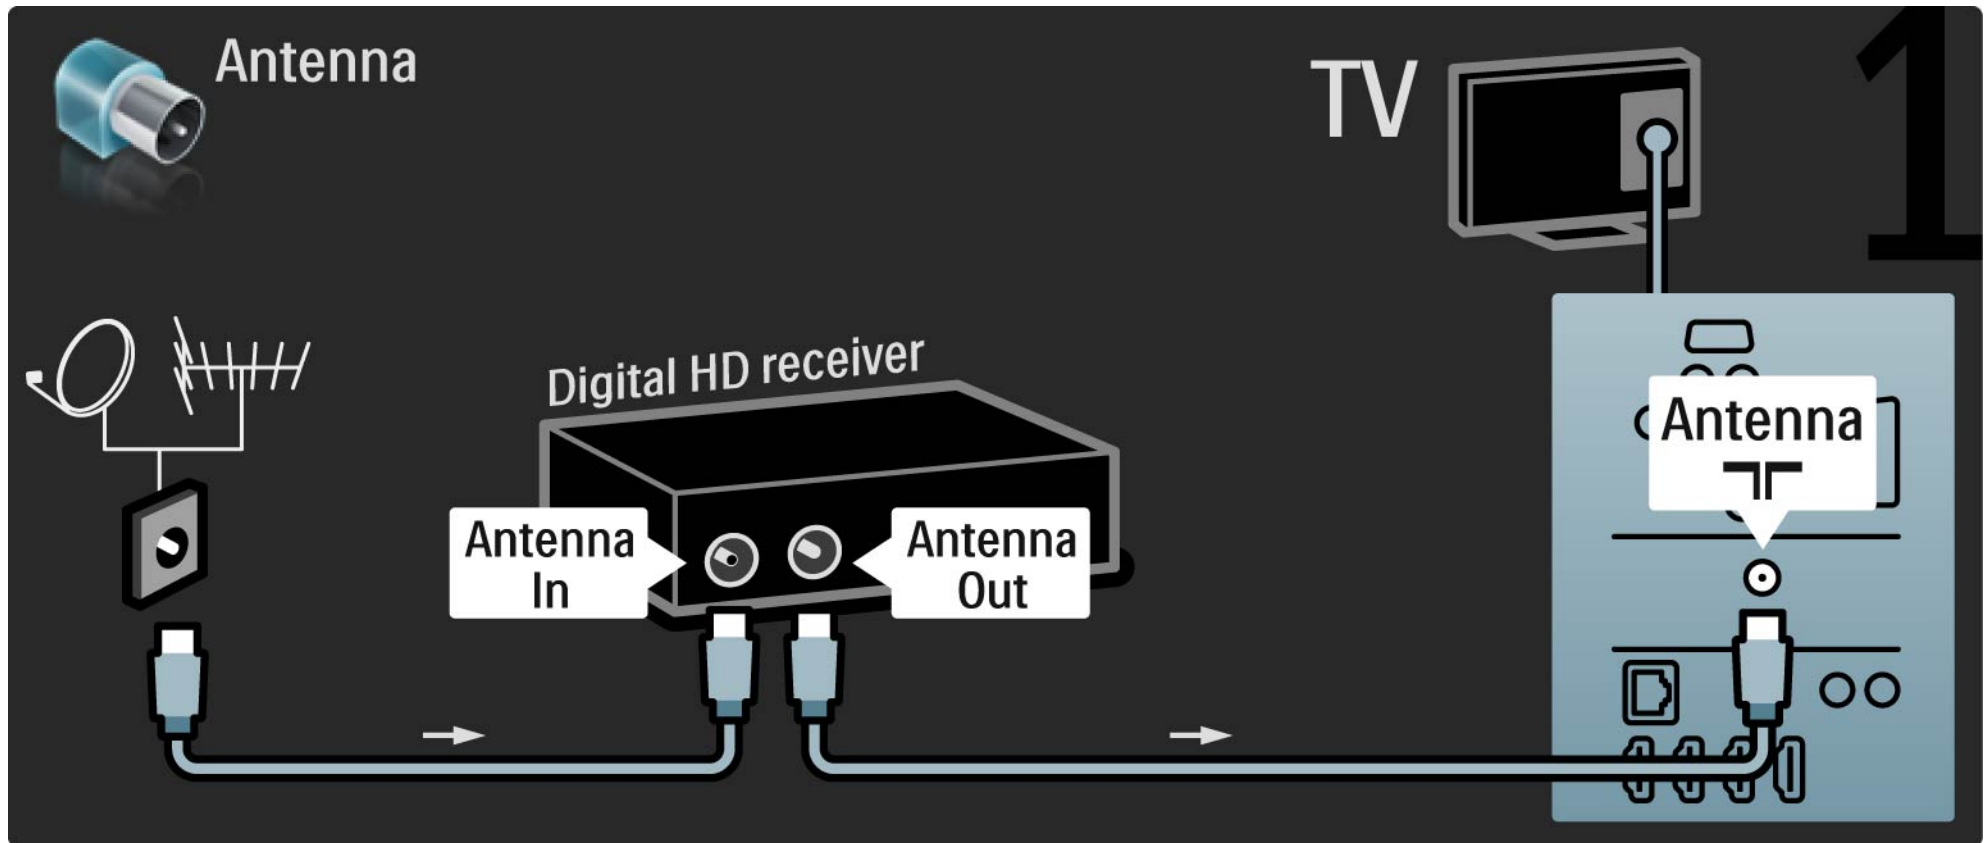 Antenna
TV
1
Digital HD receiver
Antenna
Antenna
In
Antenna
Out